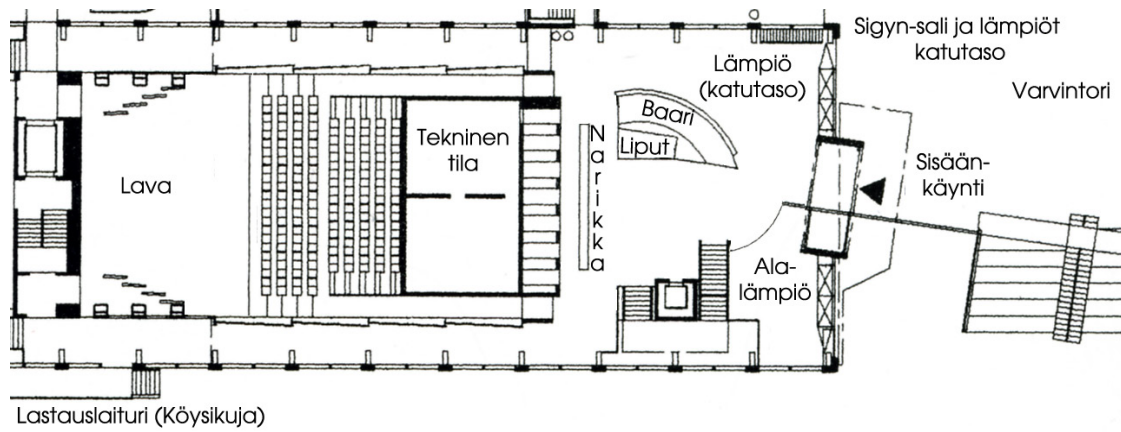 Sigyn-sali ja lämpiöt
katutaso
Varvintori
Lämpiö
(katutaso)
Baari
Liput
Narikka
Tekninen
tila
Lava
Sisään-
käynti
Ala-
lämpiö
Lastauslaituri (Köysikuja)